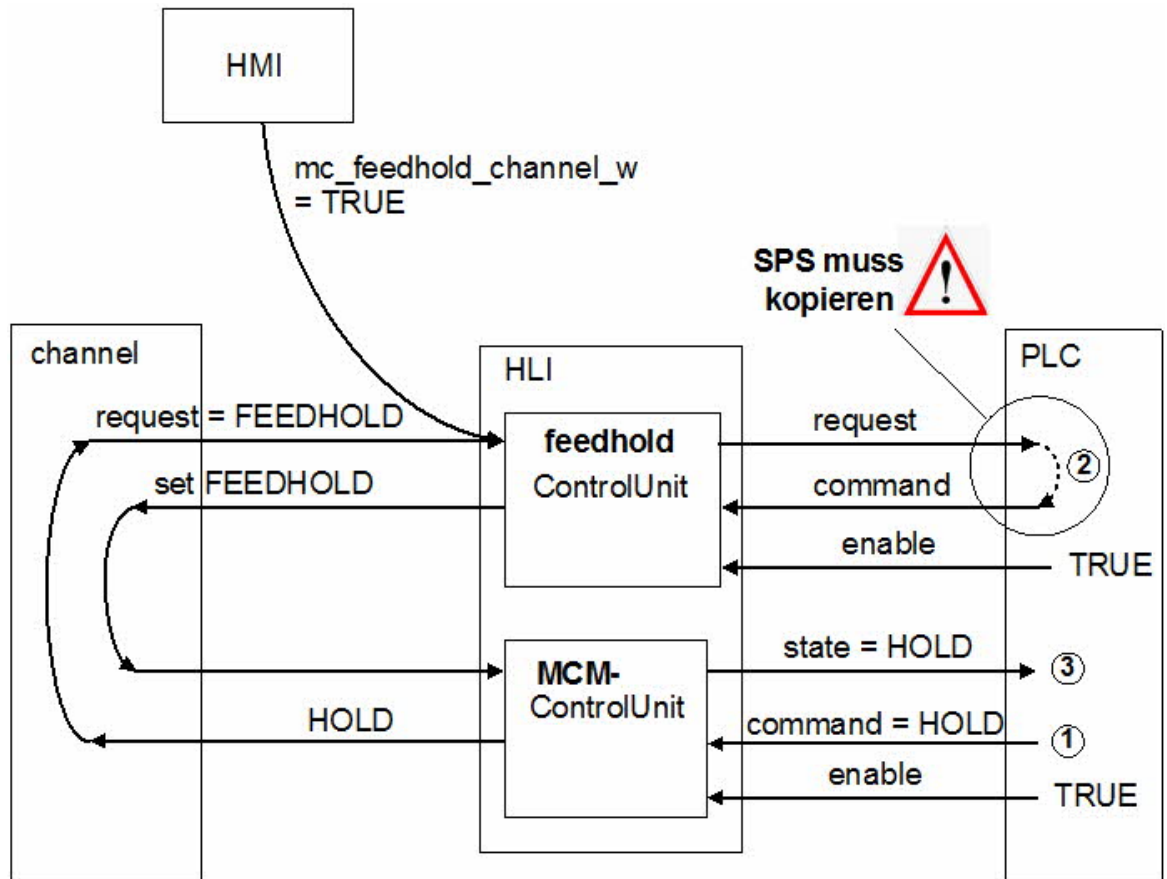 HMI
mc_feedhold_channel_w
= TRUE
SPS muss
kopieren
!
channel
HLI
PLC
request = FEEDHOLD
feedhold
ControlUnit
request
set FEEDHOLD
command
2
enable
TRUE
MCM-
ControlUnit
state = HOLD
3
HOLD
command = HOLD
1
enable
TRUE